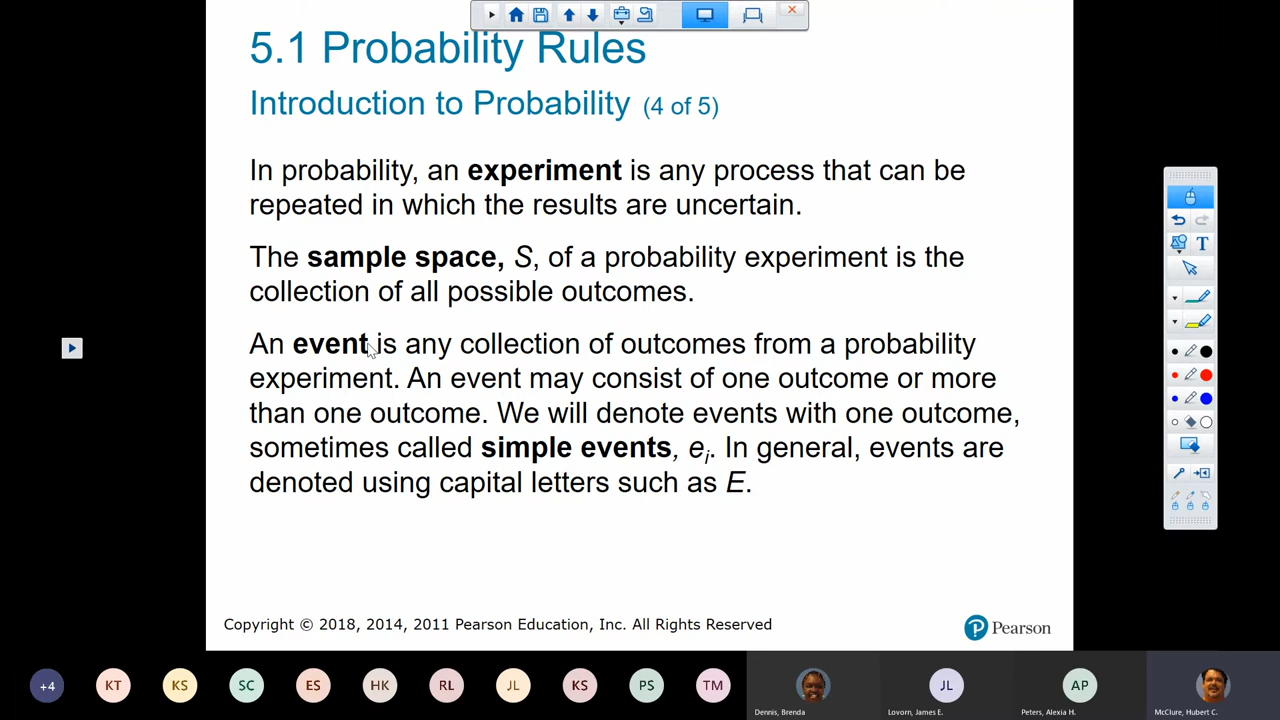 5.1 Probability Rules
Introduction to Probability (4 of 5)
In probability, an experiment is any process that can be
repeated in which the results are uncertain.
The sample space, S, of a probability experiment is the
collection of all possible outcomes.
An event is any collection of outcomes from a probability
experiment. An event may consist of one outcome or more
than one outcome. We will denote events with one outcome,
sometimes called simple events, eᵢ. In general, events are
denoted using capital letters such as E.
Copyright © 2018, 2014, 2011 Pearson Education, Inc. All Rights Reserved
P Pearson
T
+4 KT KS SC ES HK RL JL KS PS TM JL AP
Dennis, Brenda Lovorn, James E. Peters, Alexia H. McClure, Hubert C.